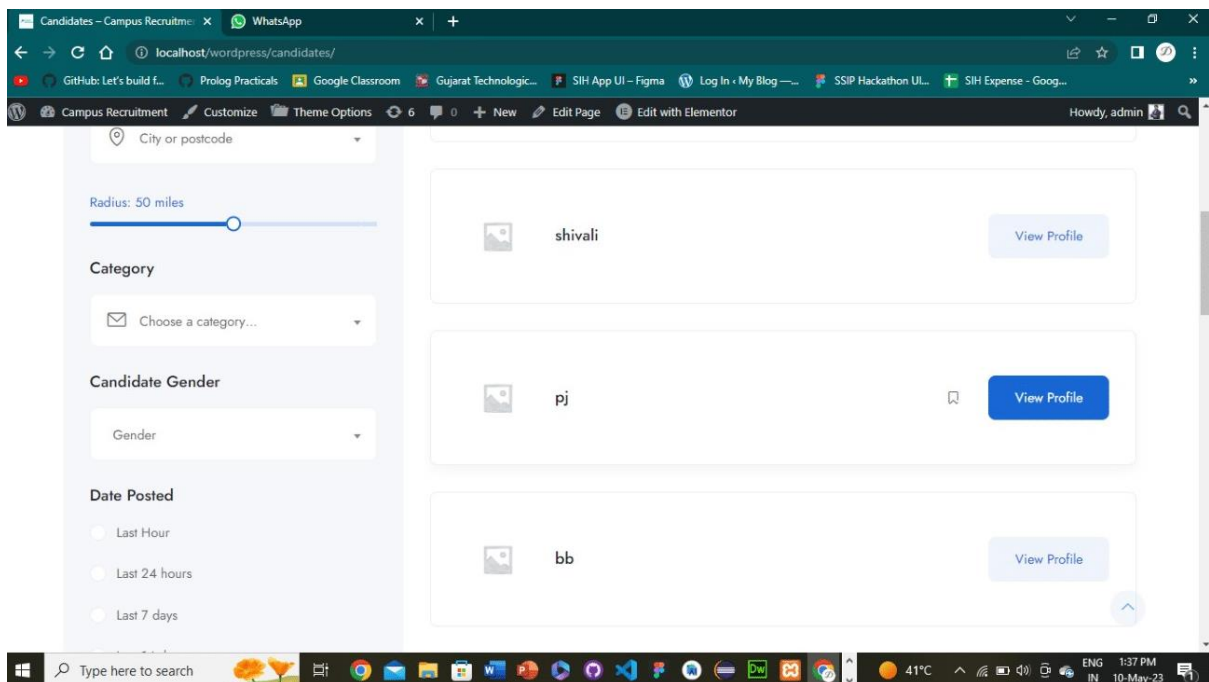 Candidates – Campus Recruitme
WhatsApp
localhost/wordpress/candidates/
GitHub: Let's build f...
Prolog Practicals
Google Classroom
Gujarat Technologic...
SIH App UI – Figma
Log In ‹ My Blog —...
SSIP Hackathon UI...
SIH Expense - Goog...
Campus Recruitment
Customize
Theme Options
6
0
New
Edit Page
Edit with Elementor
Howdy, admin
City or postcode
Radius: 50 miles
Category
Choose a category...
Candidate Gender
Gender
Date Posted
Last Hour
Last 24 hours
Last 7 days
shivali
View Profile
pj
View Profile
bb
View Profile
Type here to search
41°C
ENG
IN
1:37 PM
10-May-23